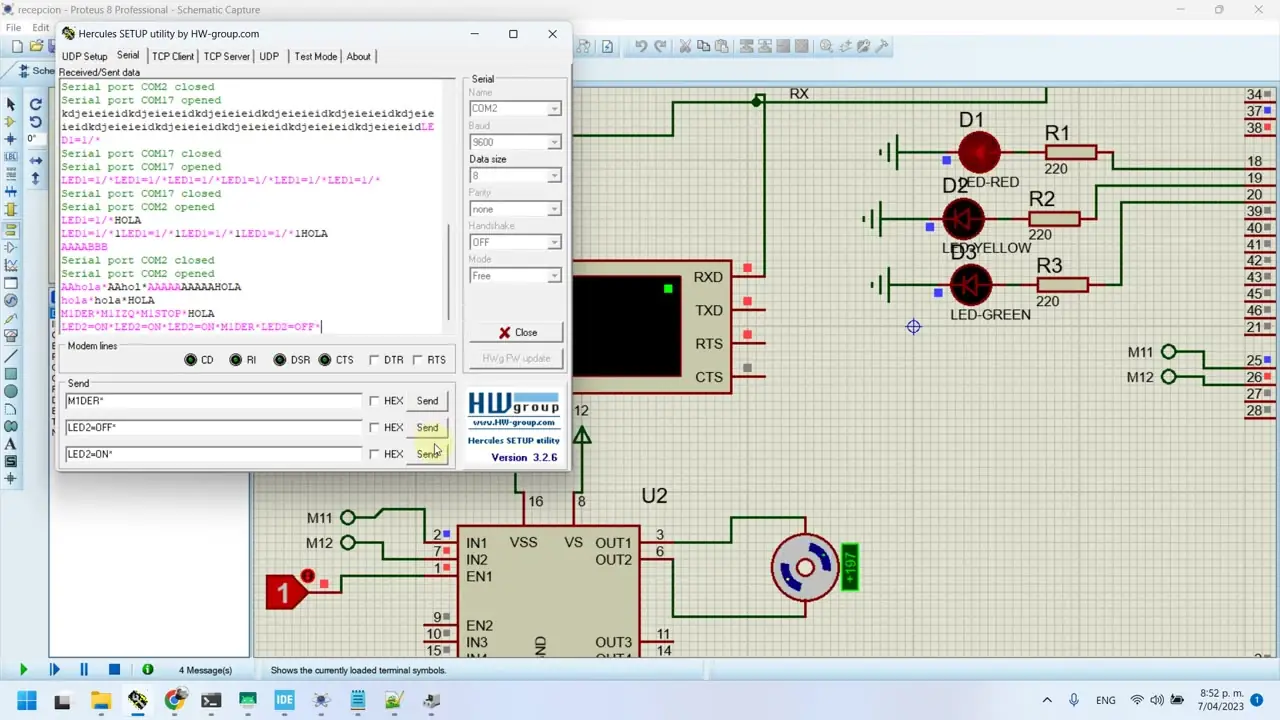 recepcion - Proteus 8 Professional - Schematic Capture
File Edit
Hercules SETUP utility by HW-group.com
UDP Setup Serial TCP Client TCP Server UDP Test Mode About
Received/Sent data
Serial port COM2 closed
Serial port COM17 opened
kdjeieieidkdjeieieidkdjeieieidkdjeieieidkdjeieieidkdjeie
ieidkdjeieieidkdjeieieidkdjeieieidkdjeieieidkdjeieieidLE
D1=1/*
Serial port COM17 closed
Serial port COM17 opened
LED1=1/*LED1=1/*LED1=1/*LED1=1/*LED1=1/*LED1=1/*
Serial port COM17 closed
Serial port COM2 opened
LED1=1/*HOLA
LED1=1/*1LED1=1/*1LED1=1/*1LED1=1/*1HOLA
AAAABBB
Serial port COM2 closed
Serial port COM2 opened
AAhola*AAhol*AAAAAAAAAAHOLA
hola*hola*HOLA
M1DER*M1IZQ*M1STOP*HOLA
LED2=ON*LED2=ON*LED2=ON*M1DER*LED2=OFF*
Serial
Name
COM2
Baud
9600
Data size
8
Parity
none
Handshake
OFF
Mode
Free
Close
HWg FW update
Modem lines
CD RI DSR CTS DTR RTS
Send
M1DER* HEX Send
LED2=OFF* HEX Send
LED2=ON* HEX Send
HW group
www.HW-group.com
Hercules SETUP utility
Version 3.2.6
Sche
0°
RX
D1
R1
LED-RED
220
D2
R2
LED-YELLOW
220
D3
R3
LED-GREEN
220
RXD
TXD
RTS
CTS
34
37
38
18
19
20
39
40
41
42
43
45
46
21
25
26
27
28
M11
M12
12
16
8
U2
M11
M12
2
7
1
IN1
IN2
EN1
VSS
VS
OUT1
OUT2
3
6
1
+197
9
10
15
EN2
IN3
OUT3
11
14
4 Message(s)
Shows the currently loaded terminal symbols.
IDE
ENG
8:52 p. m.
7/04/2023
1